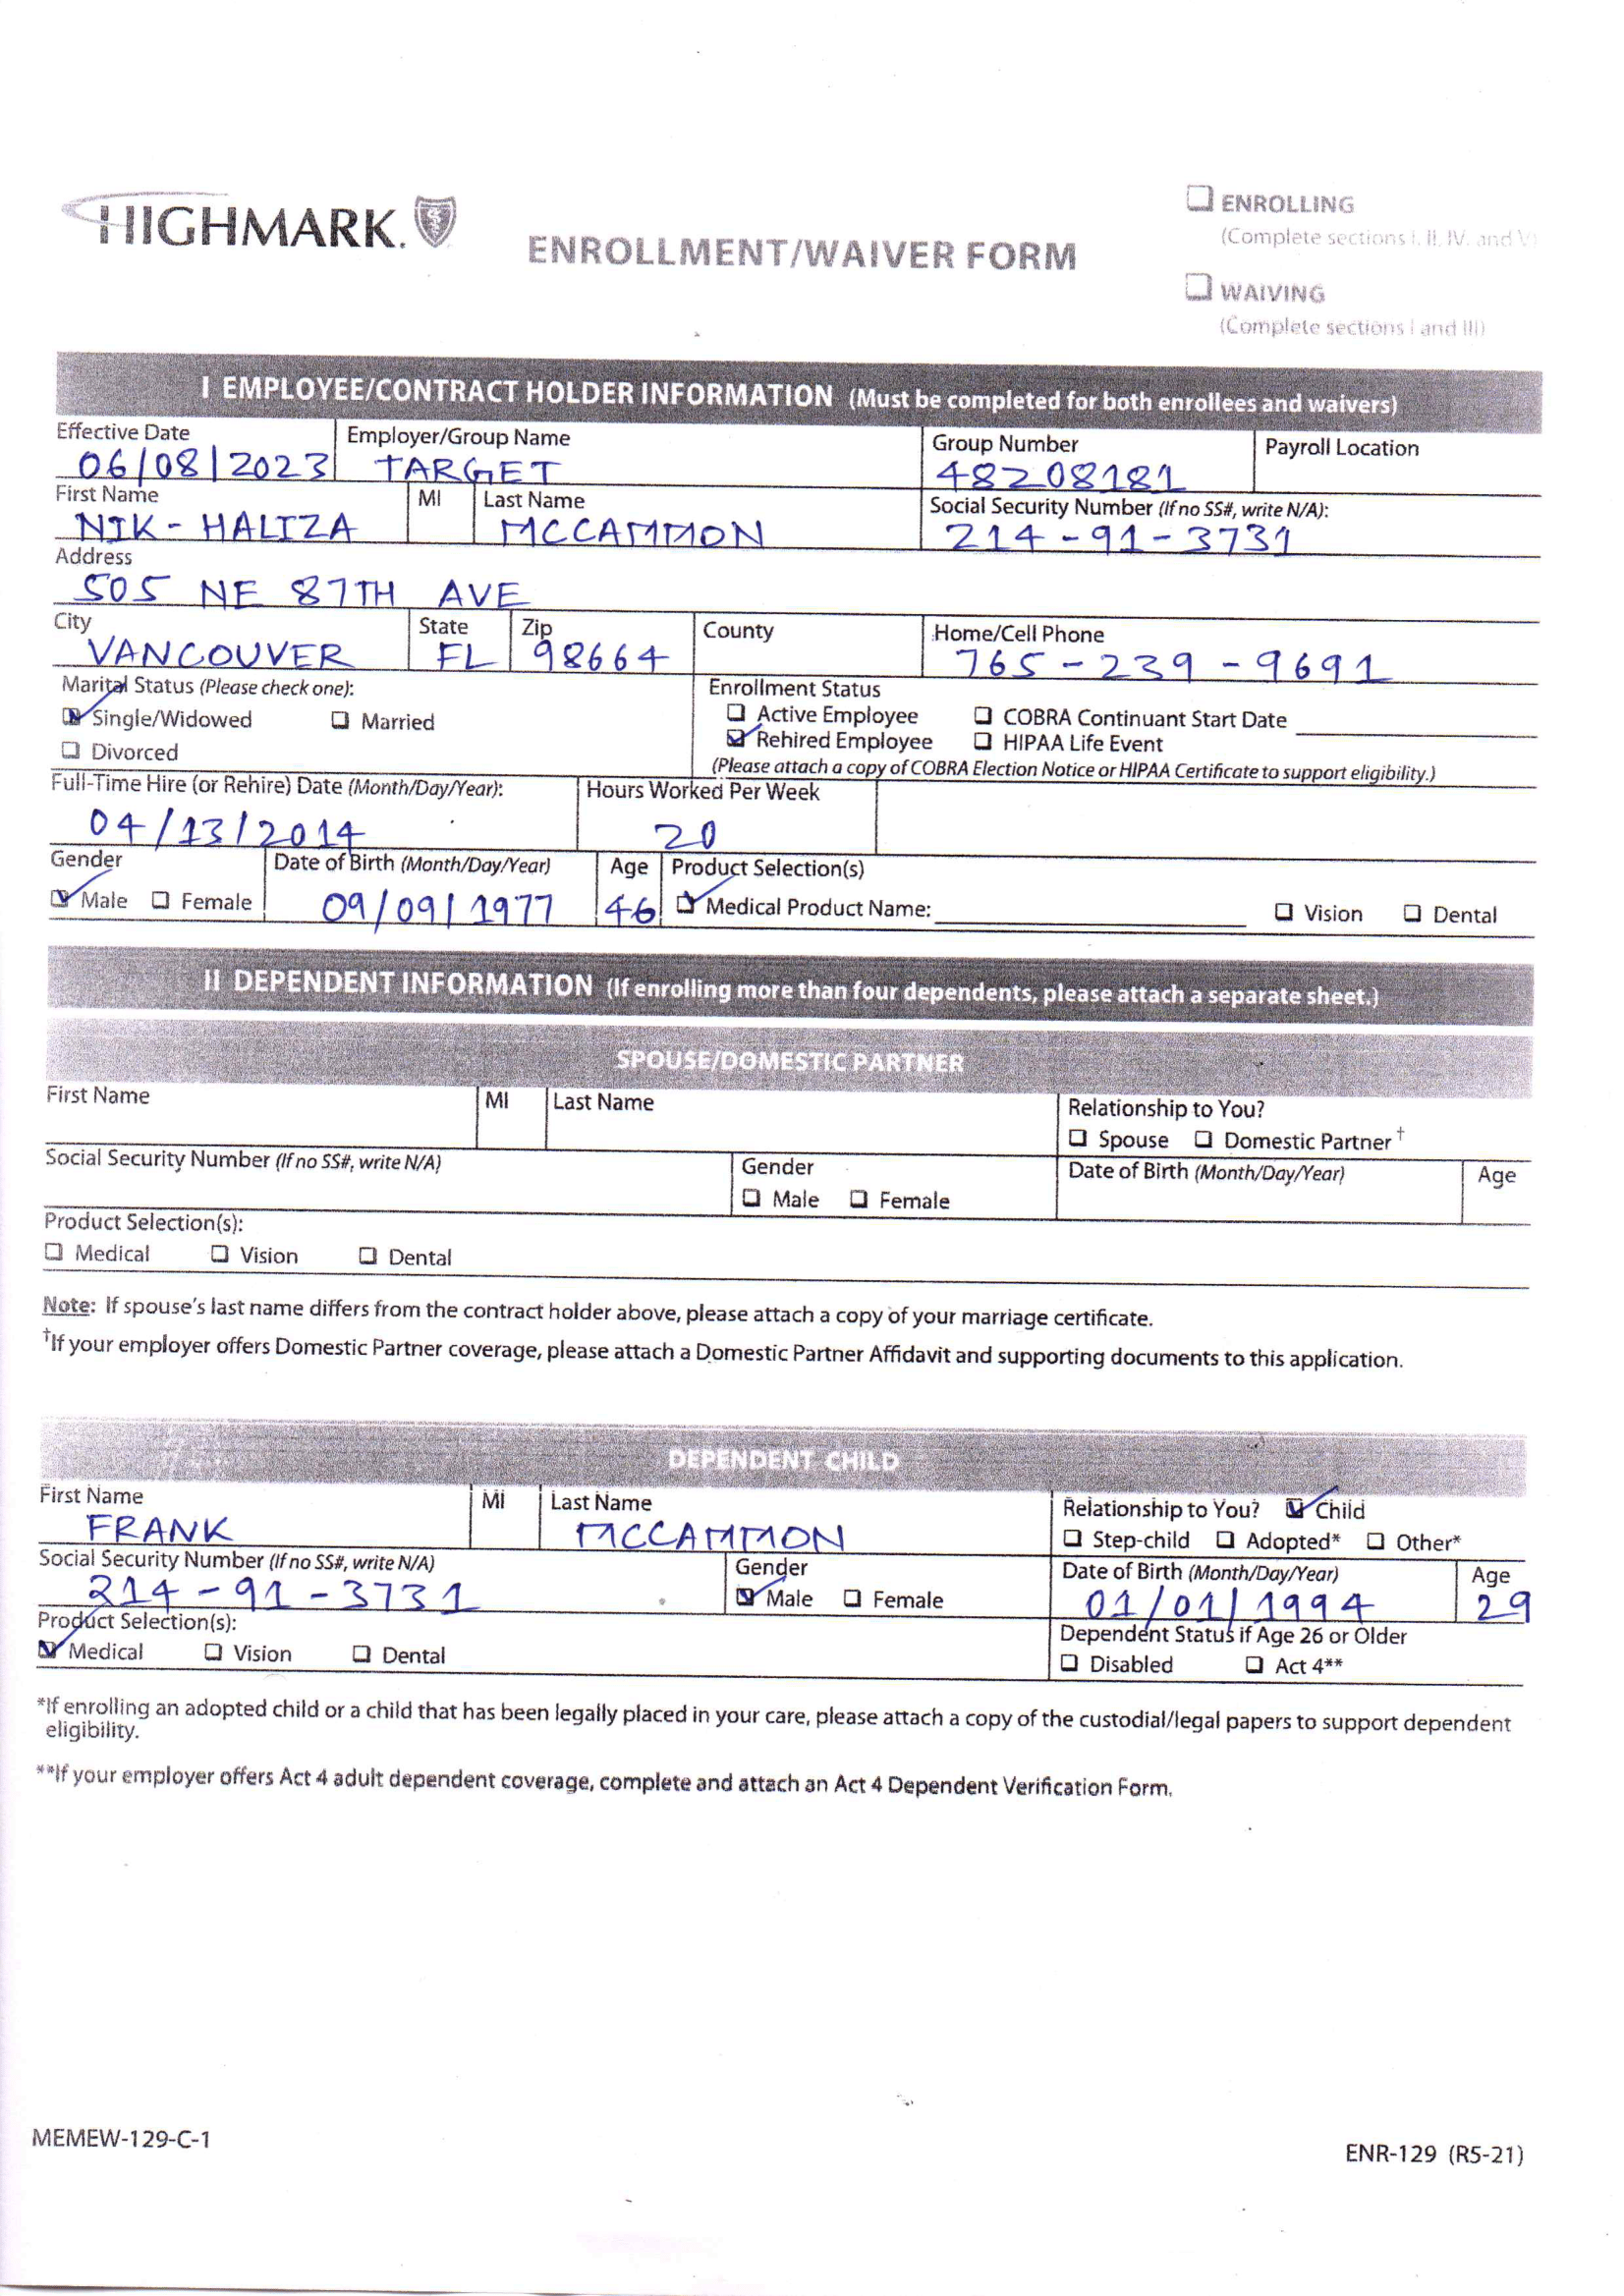 HIGHMARK.
ENROLLMENT/WAIVER FORM
ENROLLING
(Complete sections I, II, IV, and V)
WAIVING
(Complete sections I and III)
I EMPLOYEE/CONTRACT HOLDER INFORMATION (Must be completed for both enrollees and waivers)
Effective Date Employer/Group Name Group Number Payroll Location
06/08/2023 TARGET 48208181
First Name MI Last Name Social Security Number (If no SS#, write N/A):
NIK-HALIZA MCCAMMON 214-91-3731
Address
505 NE 87TH AVE
City State Zip County Home/Cell Phone
VANCOUVER FL 98664 765-239-9691
Marital Status (Please check one): Enrollment Status
Single/Widowed Married Active Employee COBRA Continuant Start Date
Divorced Rehired Employee HIPAA Life Event
(Please attach a copy of COBRA Election Notice or HIPAA Certificate to support eligibility.)
Full-Time Hire (or Rehire) Date (Month/Day/Year): Hours Worked Per Week
04/13/2014 20
Gender Date of Birth (Month/Day/Year) Age Product Selection(s)
Male Female 09/09/1977 46 Medical Product Name: Vision Dental
II DEPENDENT INFORMATION (If enrolling more than four dependents, please attach a separate sheet.)
SPOUSE/DOMESTIC PARTNER
First Name MI Last Name Relationship to You?
Spouse Domestic Partner †
Social Security Number (If no SS#, write N/A) Gender Date of Birth (Month/Day/Year) Age
Male Female
Product Selection(s):
Medical Vision Dental
Note: If spouse's last name differs from the contract holder above, please attach a copy of your marriage certificate.
†If your employer offers Domestic Partner coverage, please attach a Domestic Partner Affidavit and supporting documents to this application.
DEPENDENT CHILD
First Name MI Last Name Relationship to You? Child
FRANK MCCAMMON Step-child Adopted* Other*
Social Security Number (If no SS#, write N/A) Gender Date of Birth (Month/Day/Year) Age
214-91-3731 Male Female 01/01/1994 29
Product Selection(s): Dependent Status if Age 26 or Older
Medical Vision Dental Disabled Act 4**
*If enrolling an adopted child or a child that has been legally placed in your care, please attach a copy of the custodial/legal papers to support dependent
eligibility.
**If your employer offers Act 4 adult dependent coverage, complete and attach an Act 4 Dependent Verification Form.
MEMEW-129-C-1
ENR-129 (R5-21)